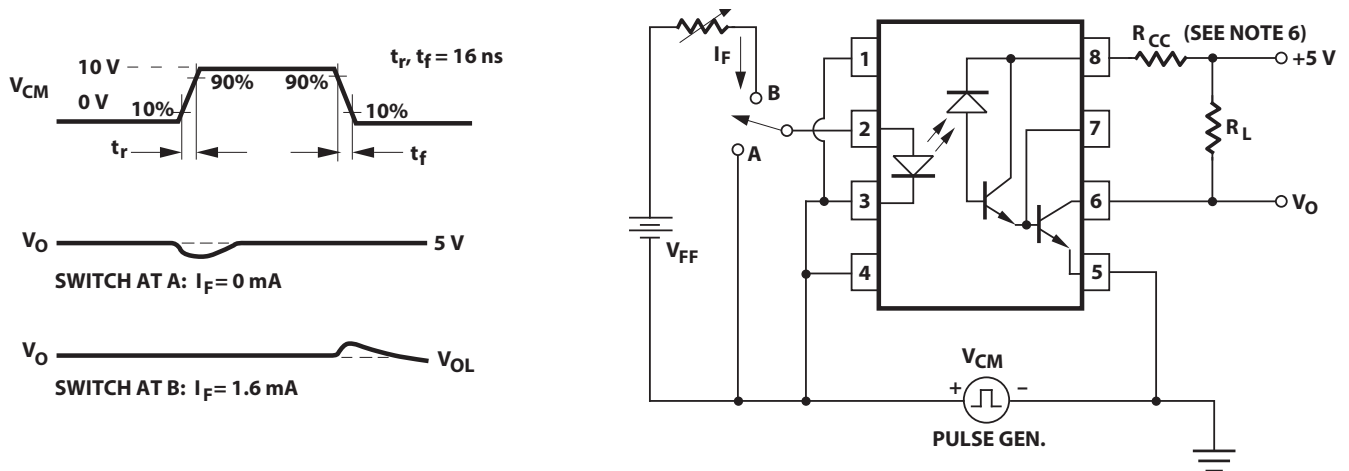 V_CM
10 V
0 V
10%
90%
90%
10%
t_r, t_f = 16 ns
t_r
t_f
V_O
5 V
SWITCH AT A: I_F = 0 mA
V_O
V_OL
SWITCH AT B: I_F = 1.6 mA
I_F
B
A
V_FF
1
2
3
4
8
7
6
5
R_CC (SEE NOTE 6)
+5 V
R_L
V_O
V_CM
+
–
PULSE GEN.